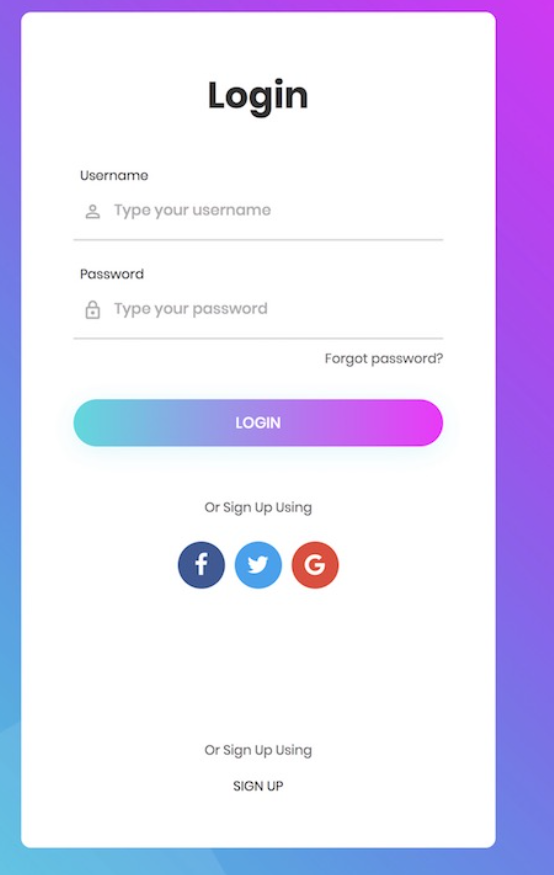 Login
Username
Type your username
Password
Type your password
Forgot password?
LOGIN
Or Sign Up Using
f
G
Or Sign Up Using
SIGN UP